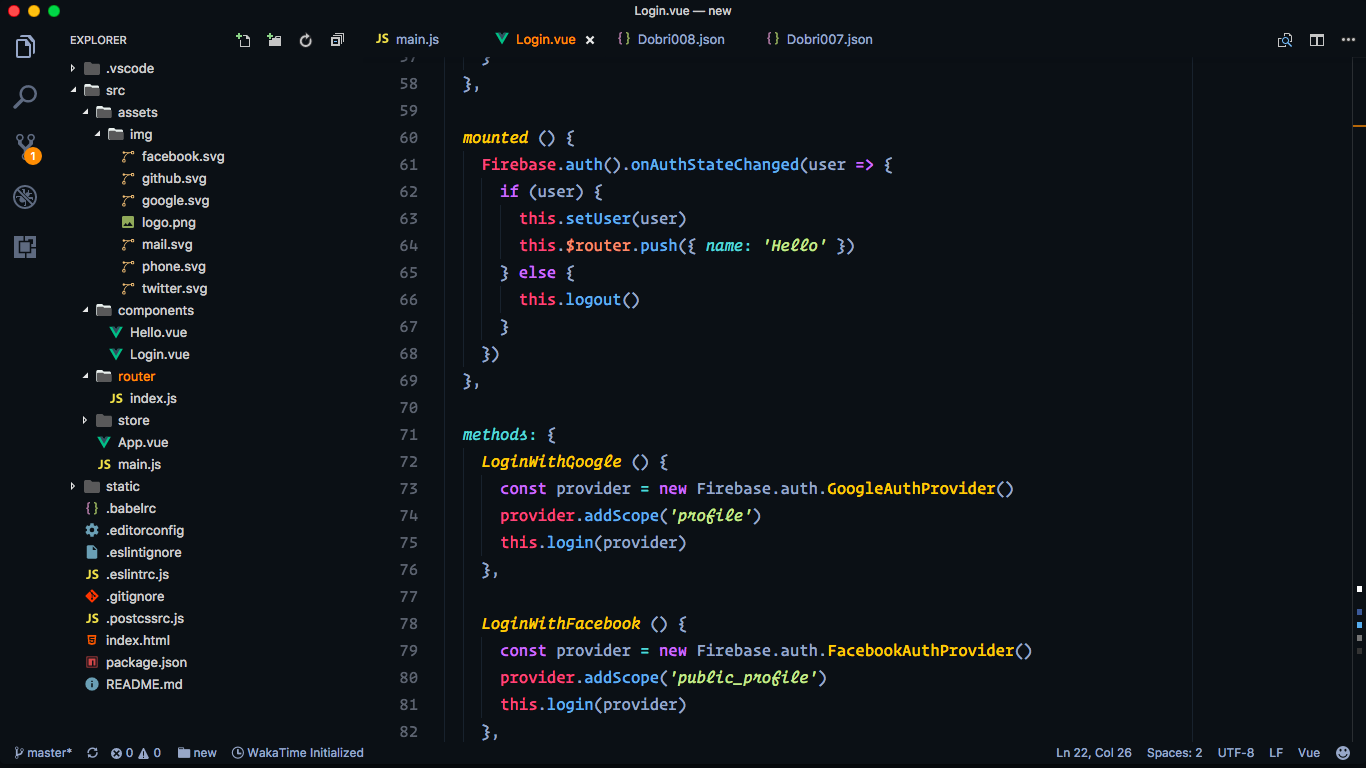 Login.vue — new
EXPLORER
JS main.js
Login.vue
{ } Dobri008.json
{ } Dobri007.json
.vscode
src
assets
img
facebook.svg
github.svg
google.svg
logo.png
mail.svg
phone.svg
twitter.svg
components
Hello.vue
Login.vue
router
JS index.js
store
App.vue
JS main.js
static
{ } .babelrc
.editorconfig
.eslintignore
JS .eslintrc.js
.gitignore
JS .postcssrc.js
index.html
package.json
README.md
1
57 }
58 },
59
60 mounted () {
61 Firebase.auth().onAuthStateChanged(user => {
62 if (user) {
63 this.setUser(user)
64 this.$router.push({ name: 'Hello' })
65 } else {
66 this.logout()
67 }
68 })
69 },
70
71 methods: {
72 LoginWithGoogle () {
73 const provider = new Firebase.auth.GoogleAuthProvider()
74 provider.addScope('profile')
75 this.login(provider)
76 },
77
78 LoginWithFacebook () {
79 const provider = new Firebase.auth.FacebookAuthProvider()
80 provider.addScope('public_profile')
81 this.login(provider)
82 },
master* 0 0 new WakaTime Initialized
Ln 22, Col 26 Spaces: 2 UTF-8 LF Vue